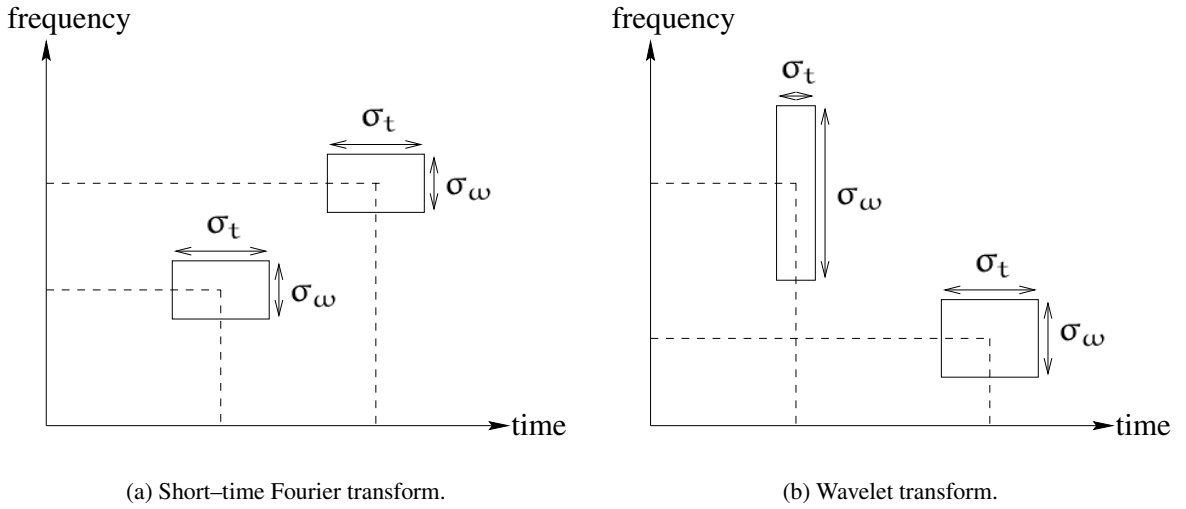 frequency
σt
σω
σt
σω
time
(a) Short–time Fourier transform.
frequency
σt
σω
σt
σω
time
(b) Wavelet transform.